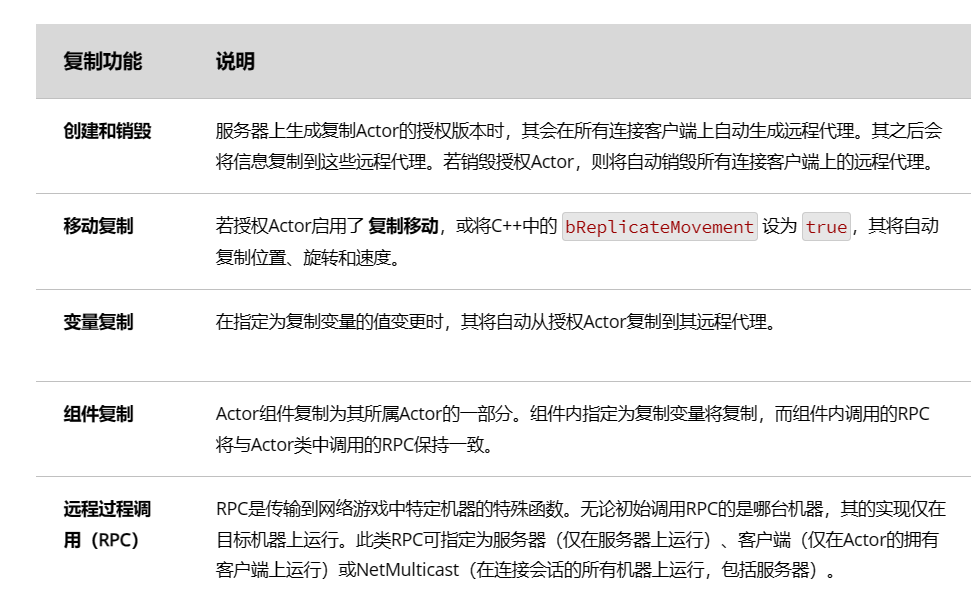 复制功能 说明
创建和销毁 服务器上生成复制Actor的授权版本时，其会在所有连接客户端上自动生成远程代理。其之后会
将信息复制到这些远程代理。若销毁授权Actor，则将自动销毁所有连接客户端上的远程代理。
移动复制 若授权Actor启用了 复制移动，或将C++中的 bReplicateMovement 设为 true，其将自动
复制位置、旋转和速度。
变量复制 在指定为复制变量的值变更时，其将自动从授权Actor复制到其远程代理。
组件复制 Actor组件复制为其所属Actor的一部分。组件内指定为复制变量将复制，而组件内调用的RPC
将与Actor类中调用的RPC保持一致。
远程过程调 RPC是传输到网络游戏中特定机器的特殊函数。无论初始调用RPC的是哪台机器，其的实现仅在
用（RPC） 目标机器上运行。此类RPC可指定为服务器（仅在服务器上运行）、客户端（仅在Actor的拥有
客户端上运行）或NetMulticast（在连接会话的所有机器上运行，包括服务器）。